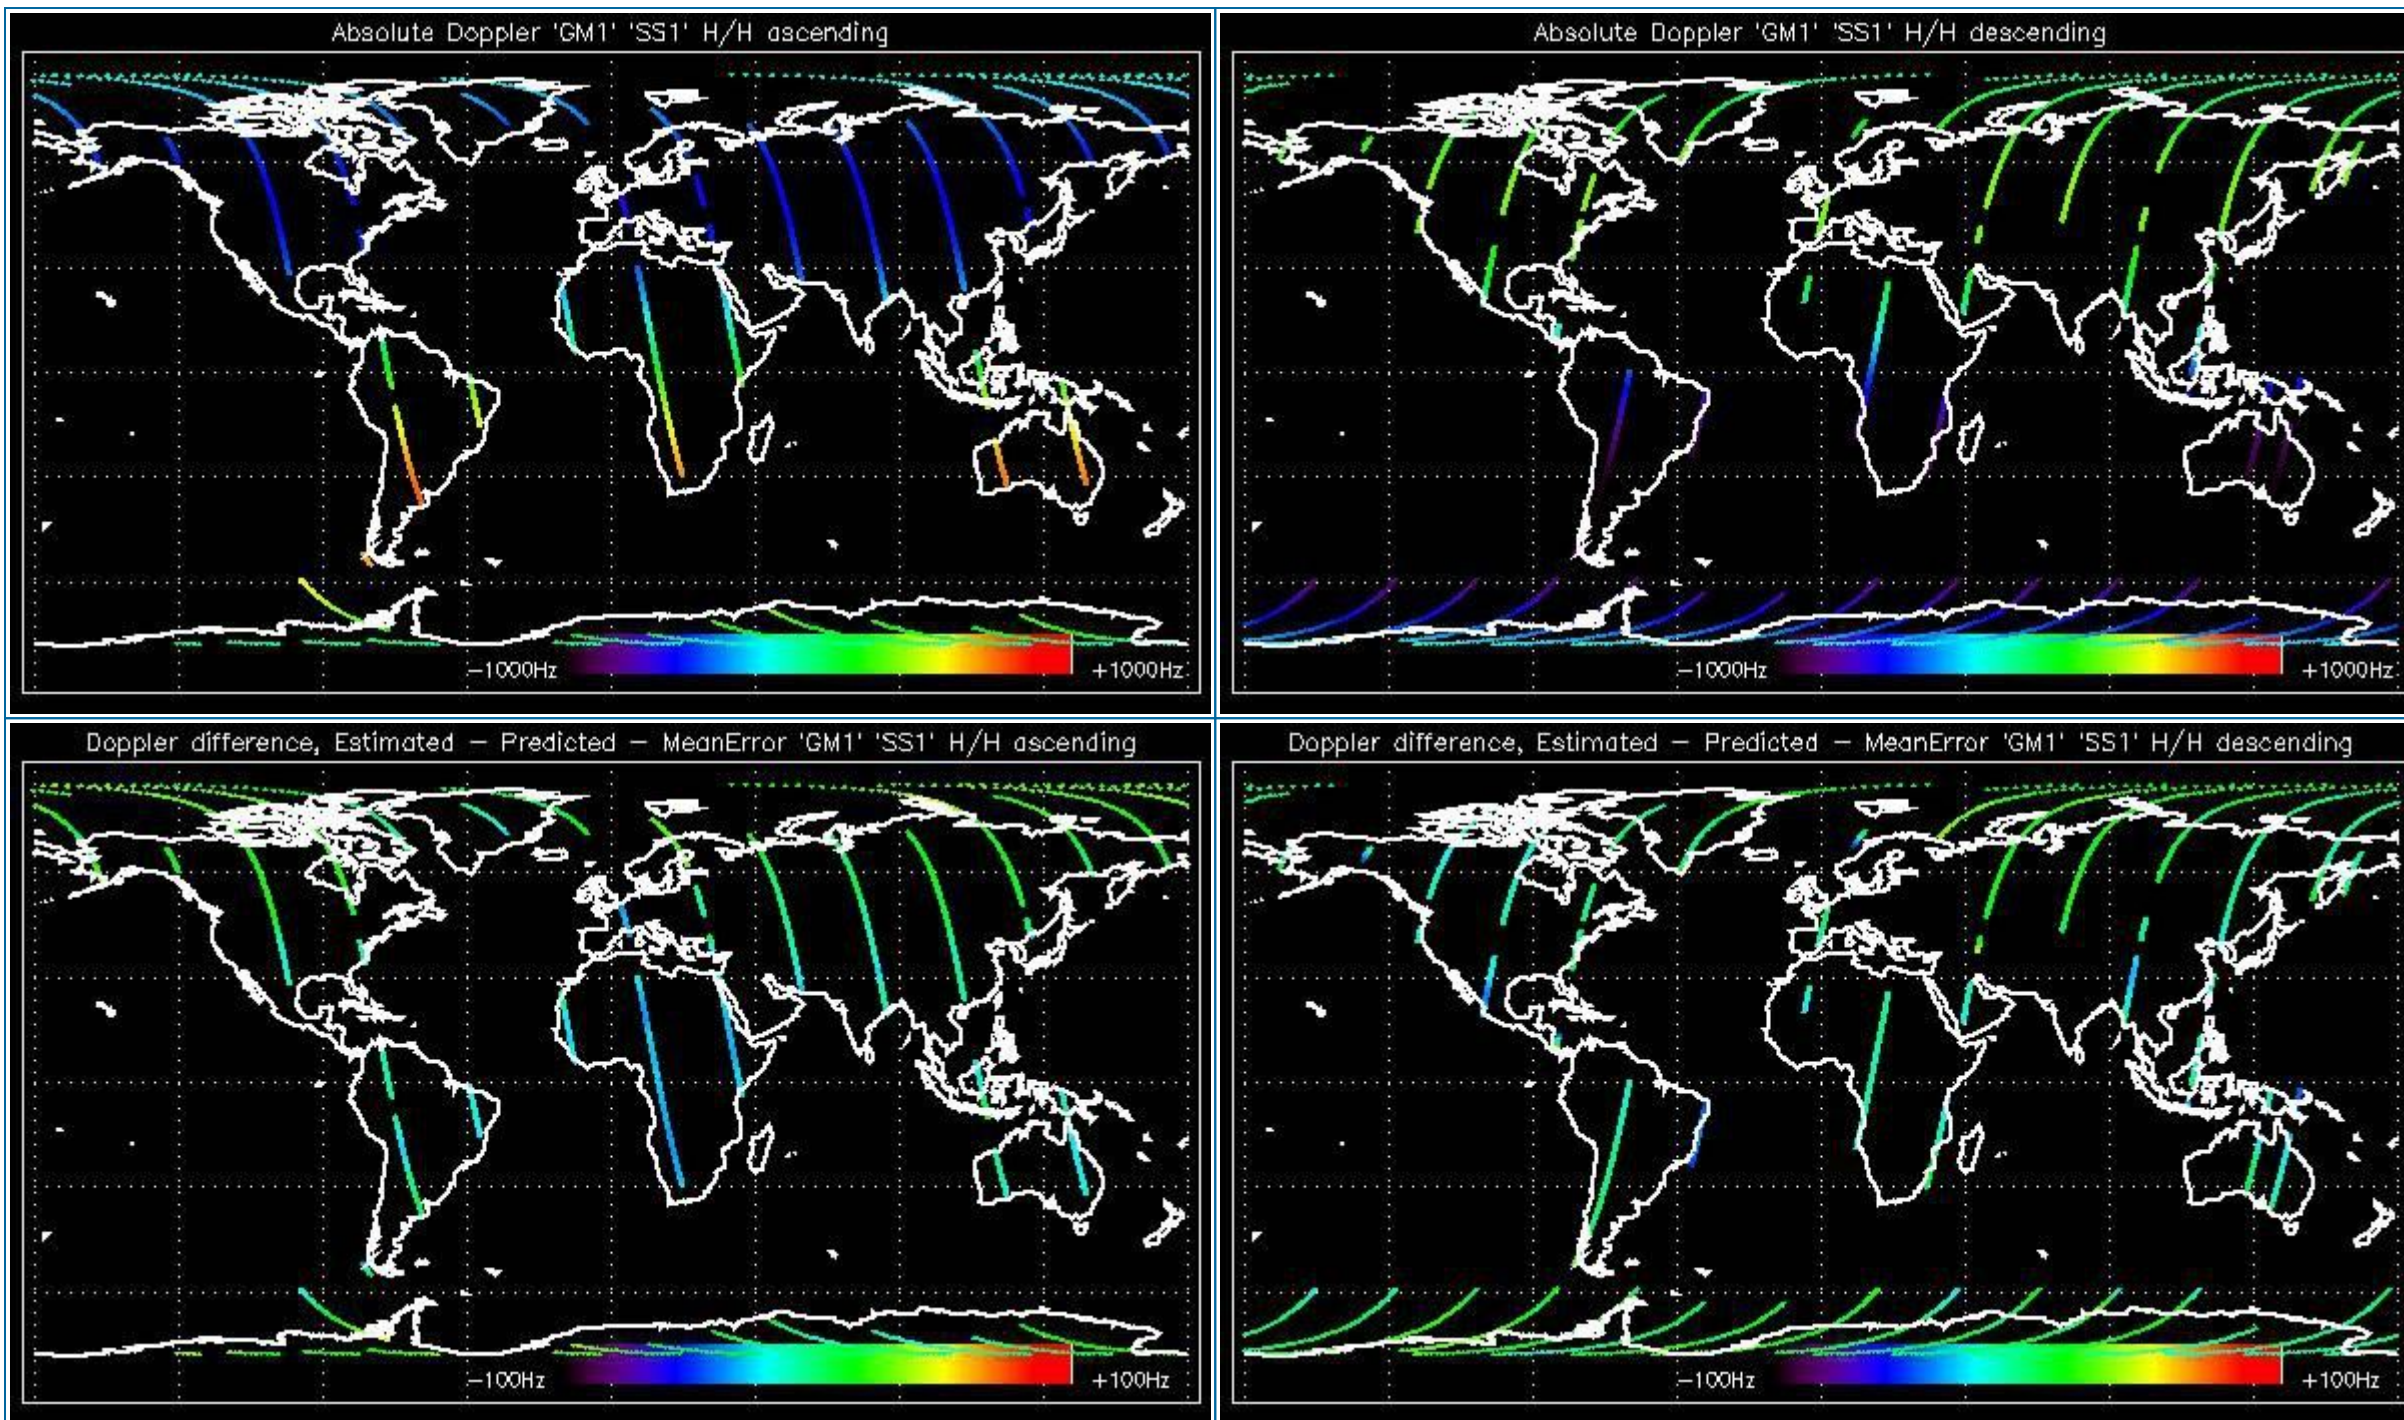 Absolute Doppler 'GM1' 'SS1' H/H ascending
-1000Hz
+1000Hz
Absolute Doppler 'GM1' 'SS1' H/H descending
-1000Hz
+1000Hz
Doppler difference, Estimated - Predicted - MeanError 'GM1' 'SS1' H/H ascending
-100Hz
+100Hz
Doppler difference, Estimated - Predicted - MeanError 'GM1' 'SS1' H/H descending
-100Hz
+100Hz